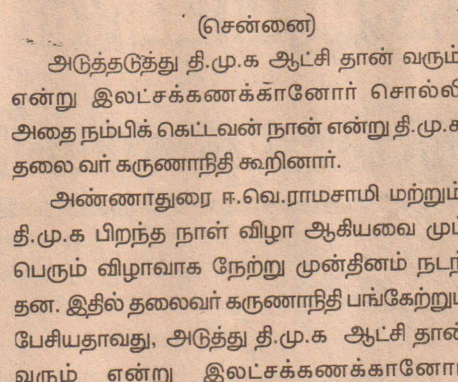 (சென்னை)
அடுத்தடுத்து தி.மு.க ஆட்சி தான் வரும்
என்று இலட்சக்கணக்கானோர் சொல்லி
அதை நம்பிக் கெட்டவன் நான் என்று தி.மு.க
தலை வர் கருணாநிதி கூறினார்.
அண்ணாதுரை ஈ.வெ.ராமசாமி மற்றும்
தி.மு.க பிறந்த நாள் விழா ஆகியவை முப்
பெரும் விழாவாக நேற்று முன்தினம் நடந்
தன. இதில் தலைவர் கருணாநிதி பங்கேற்றுப்
பேசியதாவது, அடுத்து தி.மு.க ஆட்சி தான்
வரும் என்று இலட்சக்கணக்கானோர்